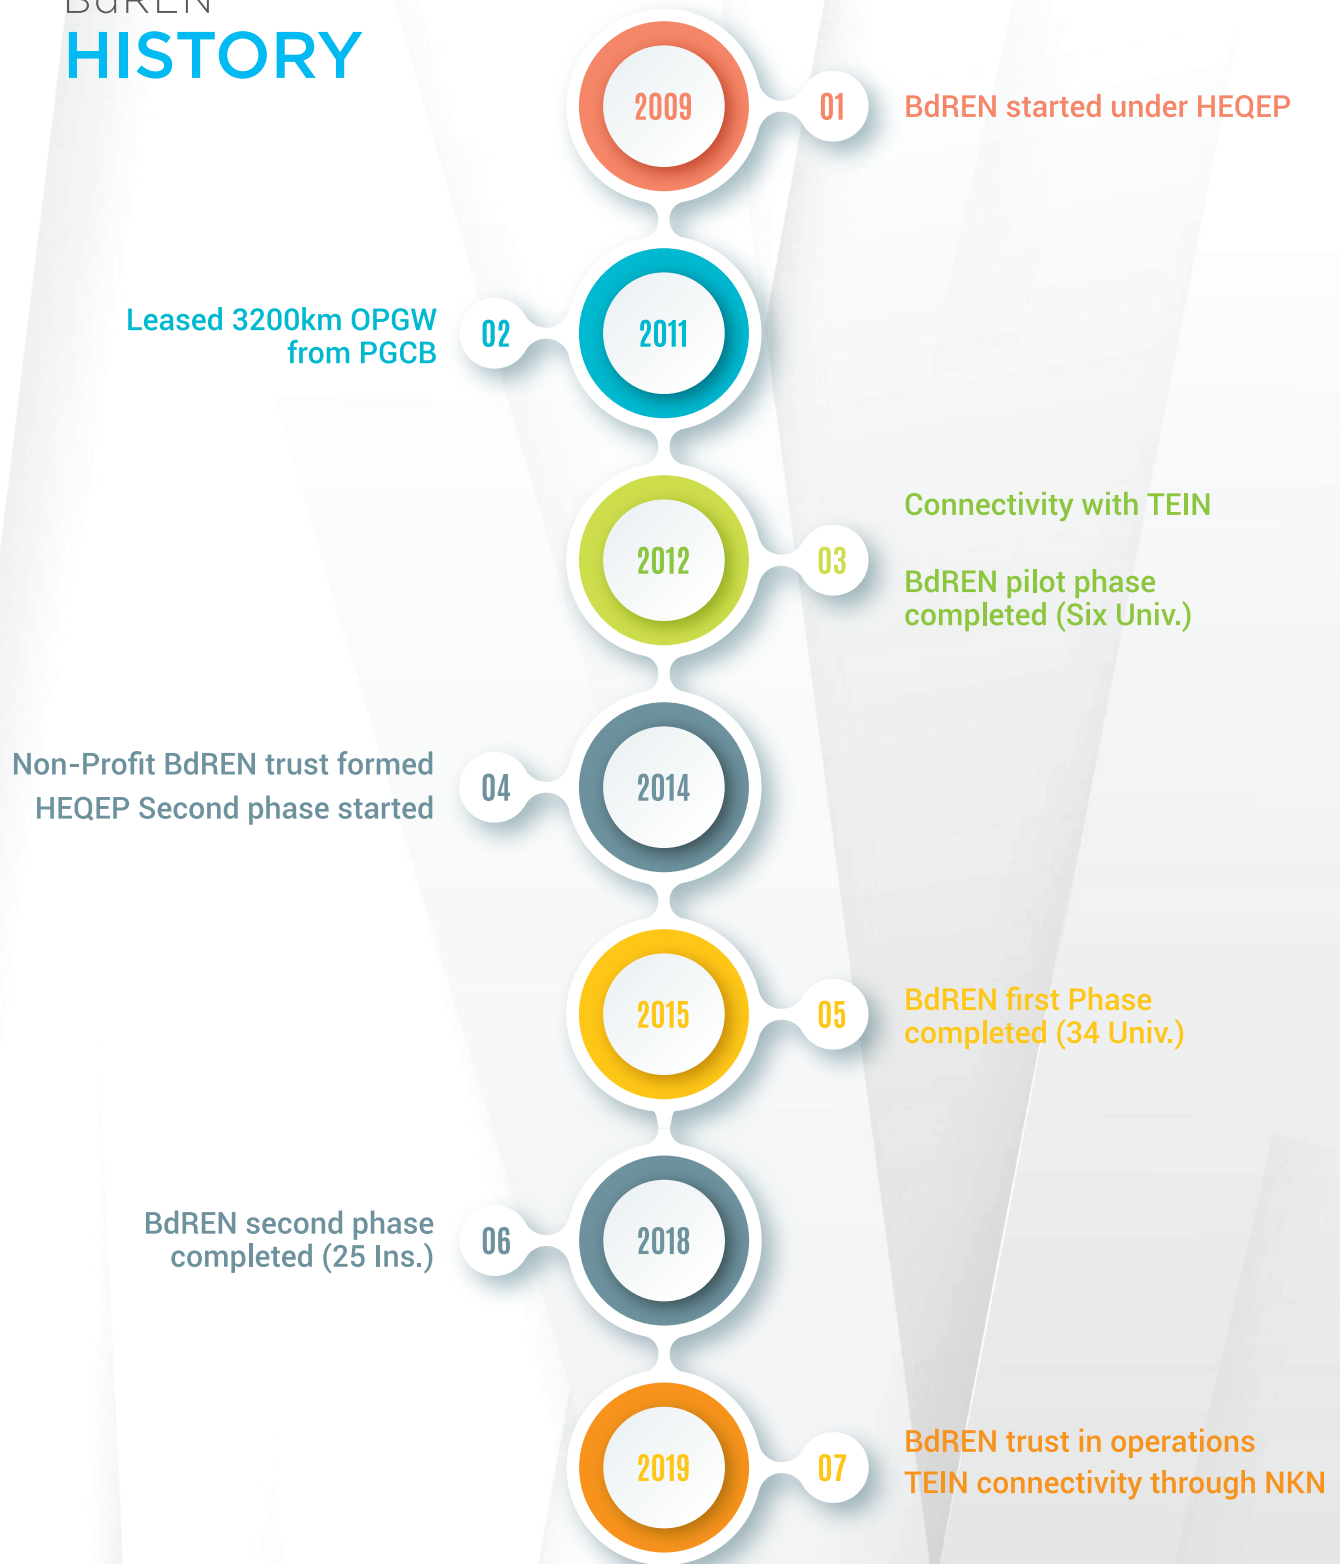 BdREN
HISTORY
2009
01
BdREN started under HEQEP
Leased 3200km OPGW
from PGCB
02
2011
2012
03
Connectivity with TEIN
BdREN pilot phase
completed (Six Univ.)
Non-Profit BdREN trust formed
HEQEP Second phase started
04
2014
2015
05
BdREN first Phase
completed (34 Univ.)
BdREN second phase
completed (25 Ins.)
06
2018
2019
07
BdREN trust in operations
TEIN connectivity through NKN